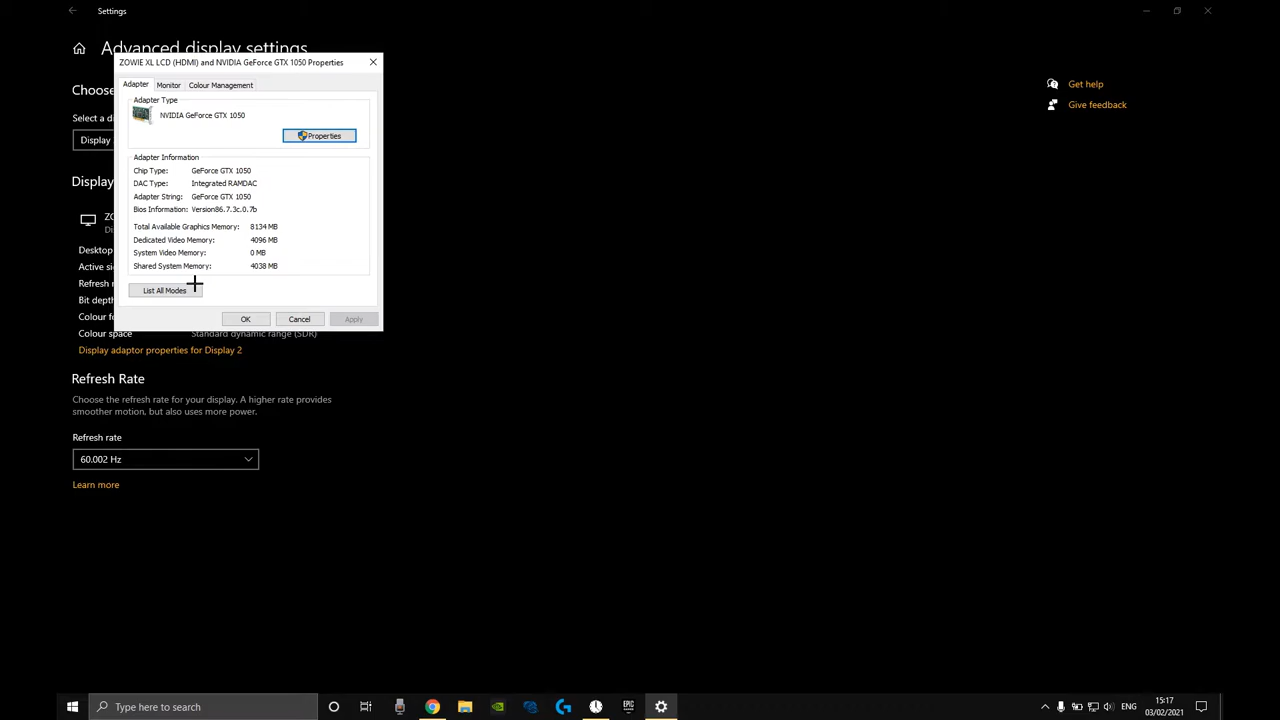 Settings
Advanced display settings
ZOWIE XL LCD (HDMI) and NVIDIA GeForce GTX 1050 Properties
Adapter
Monitor
Colour Management
Adapter Type
NVIDIA GeForce GTX 1050
Properties
Adapter Information
Chip Type: GeForce GTX 1050
DAC Type: Integrated RAMDAC
Adapter String: GeForce GTX 1050
Bios Information: Version86.7.3c.0.7b
Total Available Graphics Memory: 8134 MB
Dedicated Video Memory: 4096 MB
System Video Memory: 0 MB
Shared System Memory: 4038 MB
List All Modes
OK
Cancel
Apply
Get help
Give feedback
Choos
Select a di
Display
Display
ZO
Dis
Desktop
Active si
Refresh r
Bit depth
Colour fo
Colour space Standard dynamic range (SDR)
Display adaptor properties for Display 2
Refresh Rate
Choose the refresh rate for your display. A higher rate provides
smoother motion, but also uses more power.
Refresh rate
60.002 Hz
Learn more
Type here to search
EPIC
ENG
15:17
03/02/2021